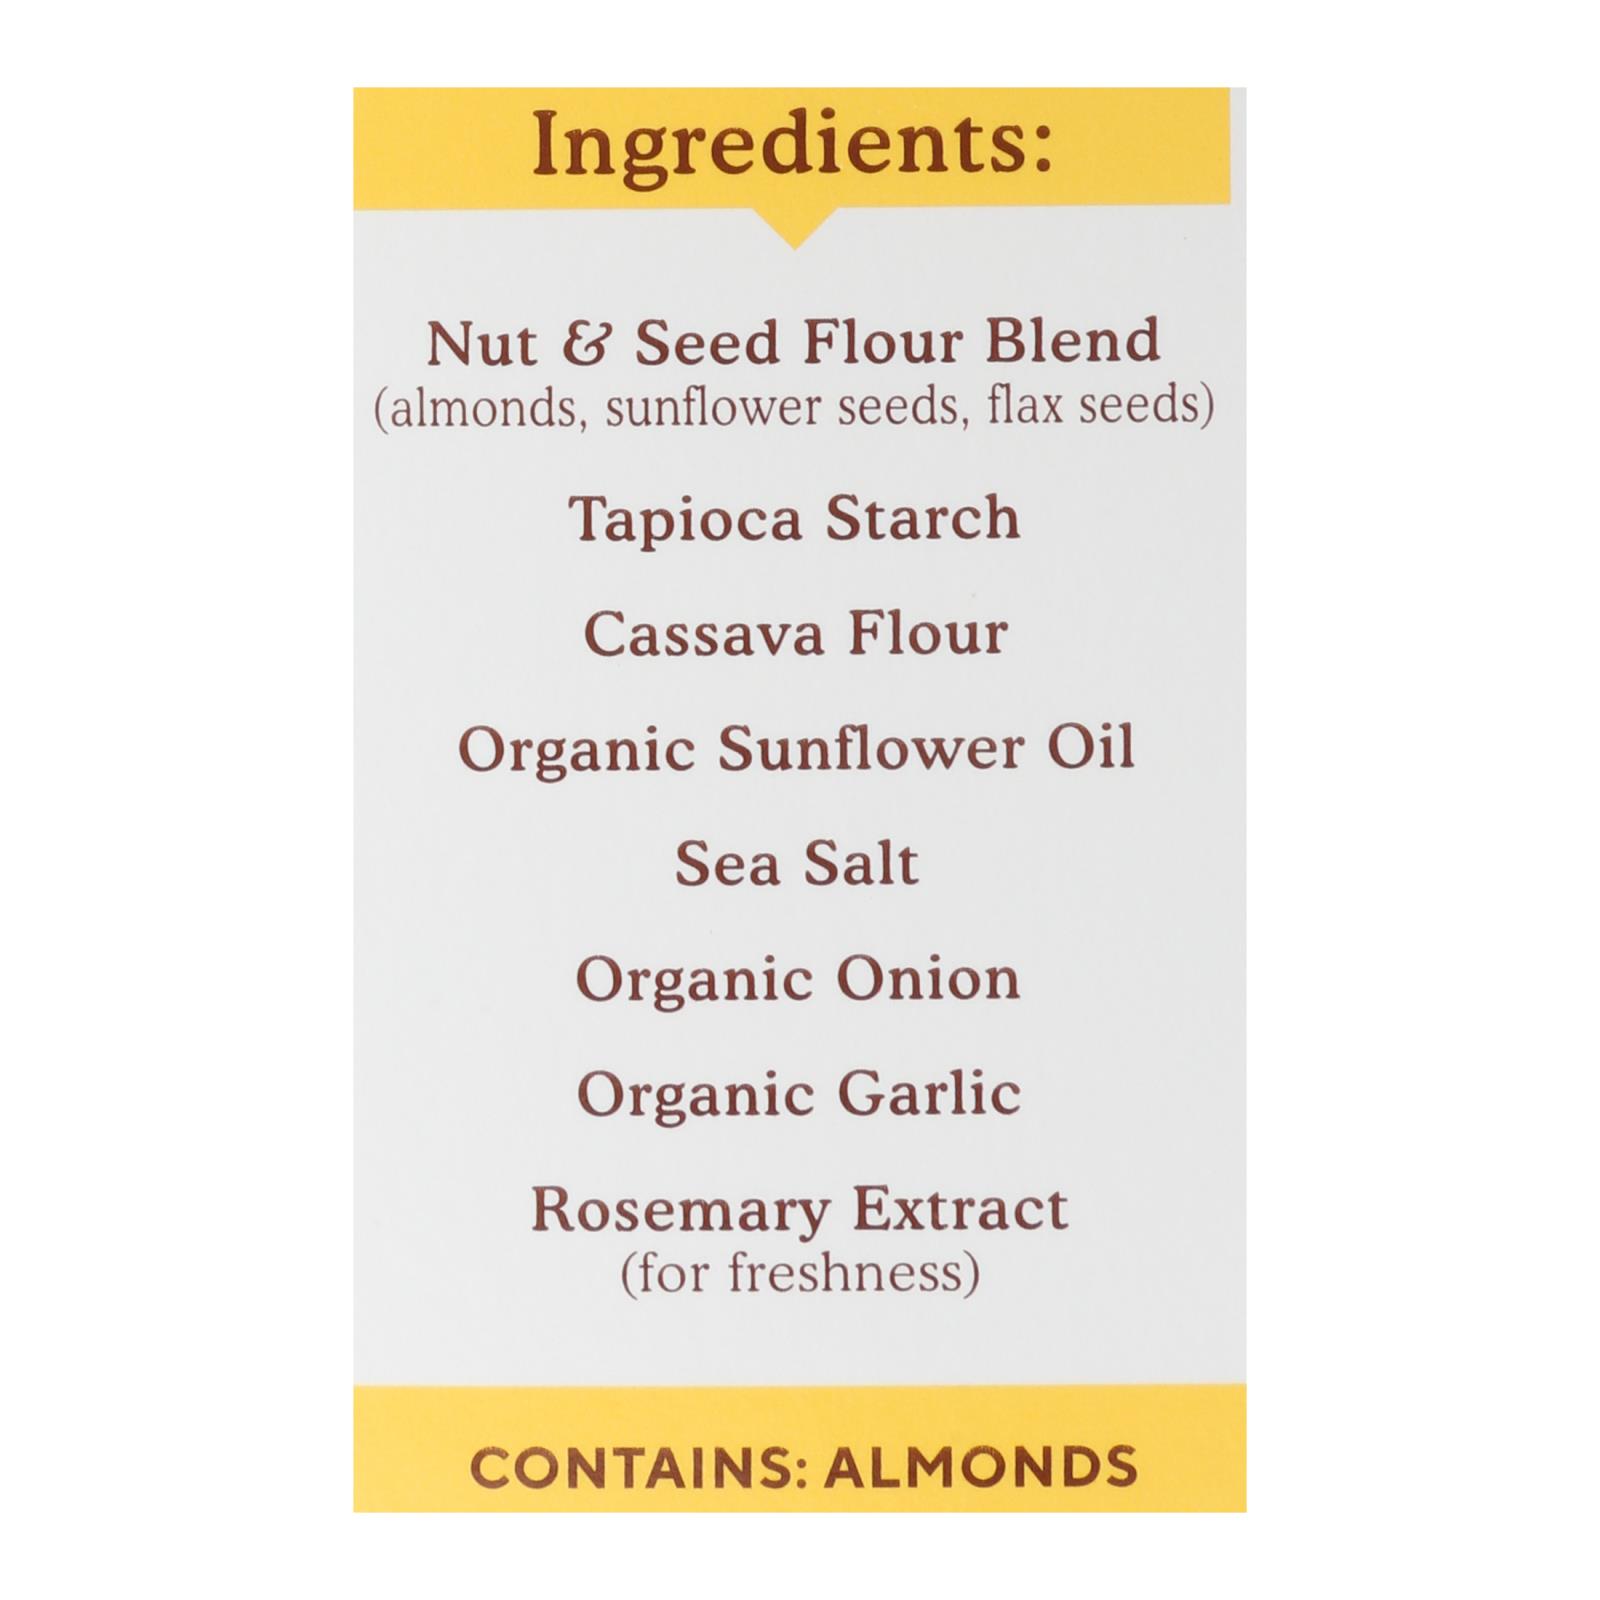 Ingredients:
Nut & Seed Flour Blend
(almonds, sunflower seeds, flax seeds)
Tapioca Starch
Cassava Flour
Organic Sunflower Oil
Sea Salt
Organic Onion
Organic Garlic
Rosemary Extract
(for freshness)
CONTAINS: ALMONDS